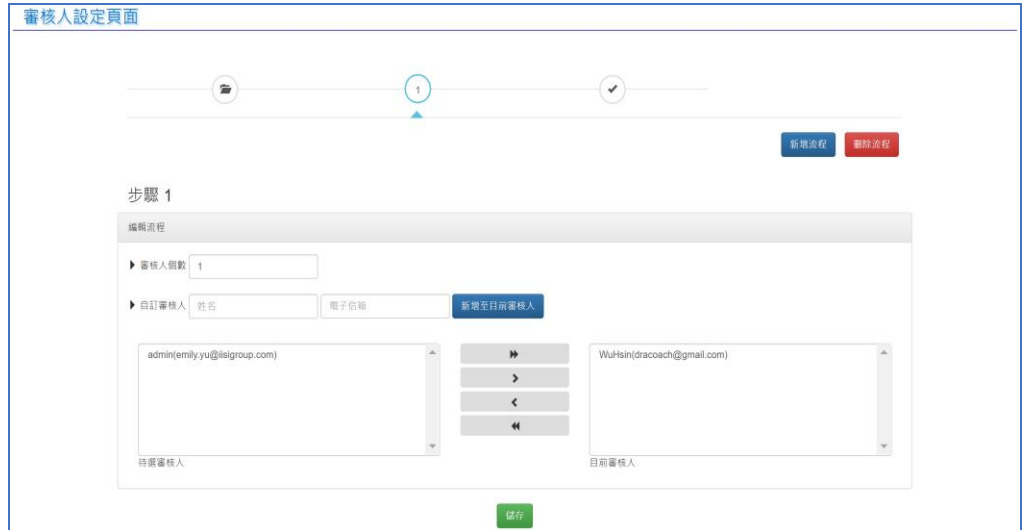 審核人設定頁面
1
新增流程 刪除流程
步驟 1
編輯流程
審核人個數 1
自訂審核人 姓名 電子信箱 新增至目前審核人
admin(emily.yu@iisigroup.com) WuHsin(dracoach@gmail.com)
待選審核人 目前審核人
儲存